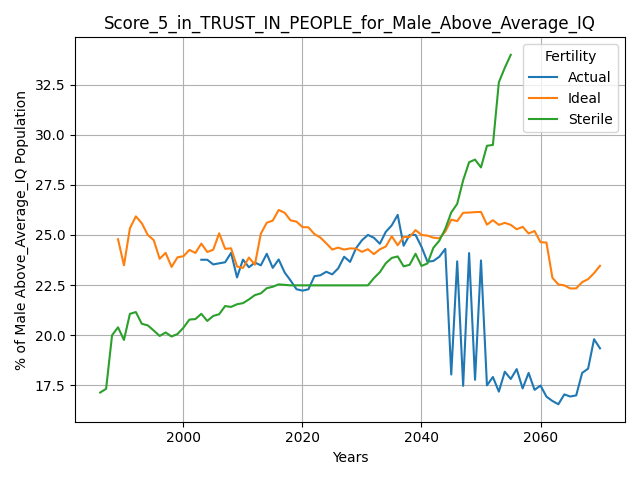 Score_5_in_TRUST_IN_PEOPLE_for_Male_Above_Average_IQ
% of Male Above_Average_IQ Population
32.5
30.0
27.5
25.0
22.5
20.0
17.5
Fertility
Actual
Ideal
Sterile
2000
2020
2040
2060
Years